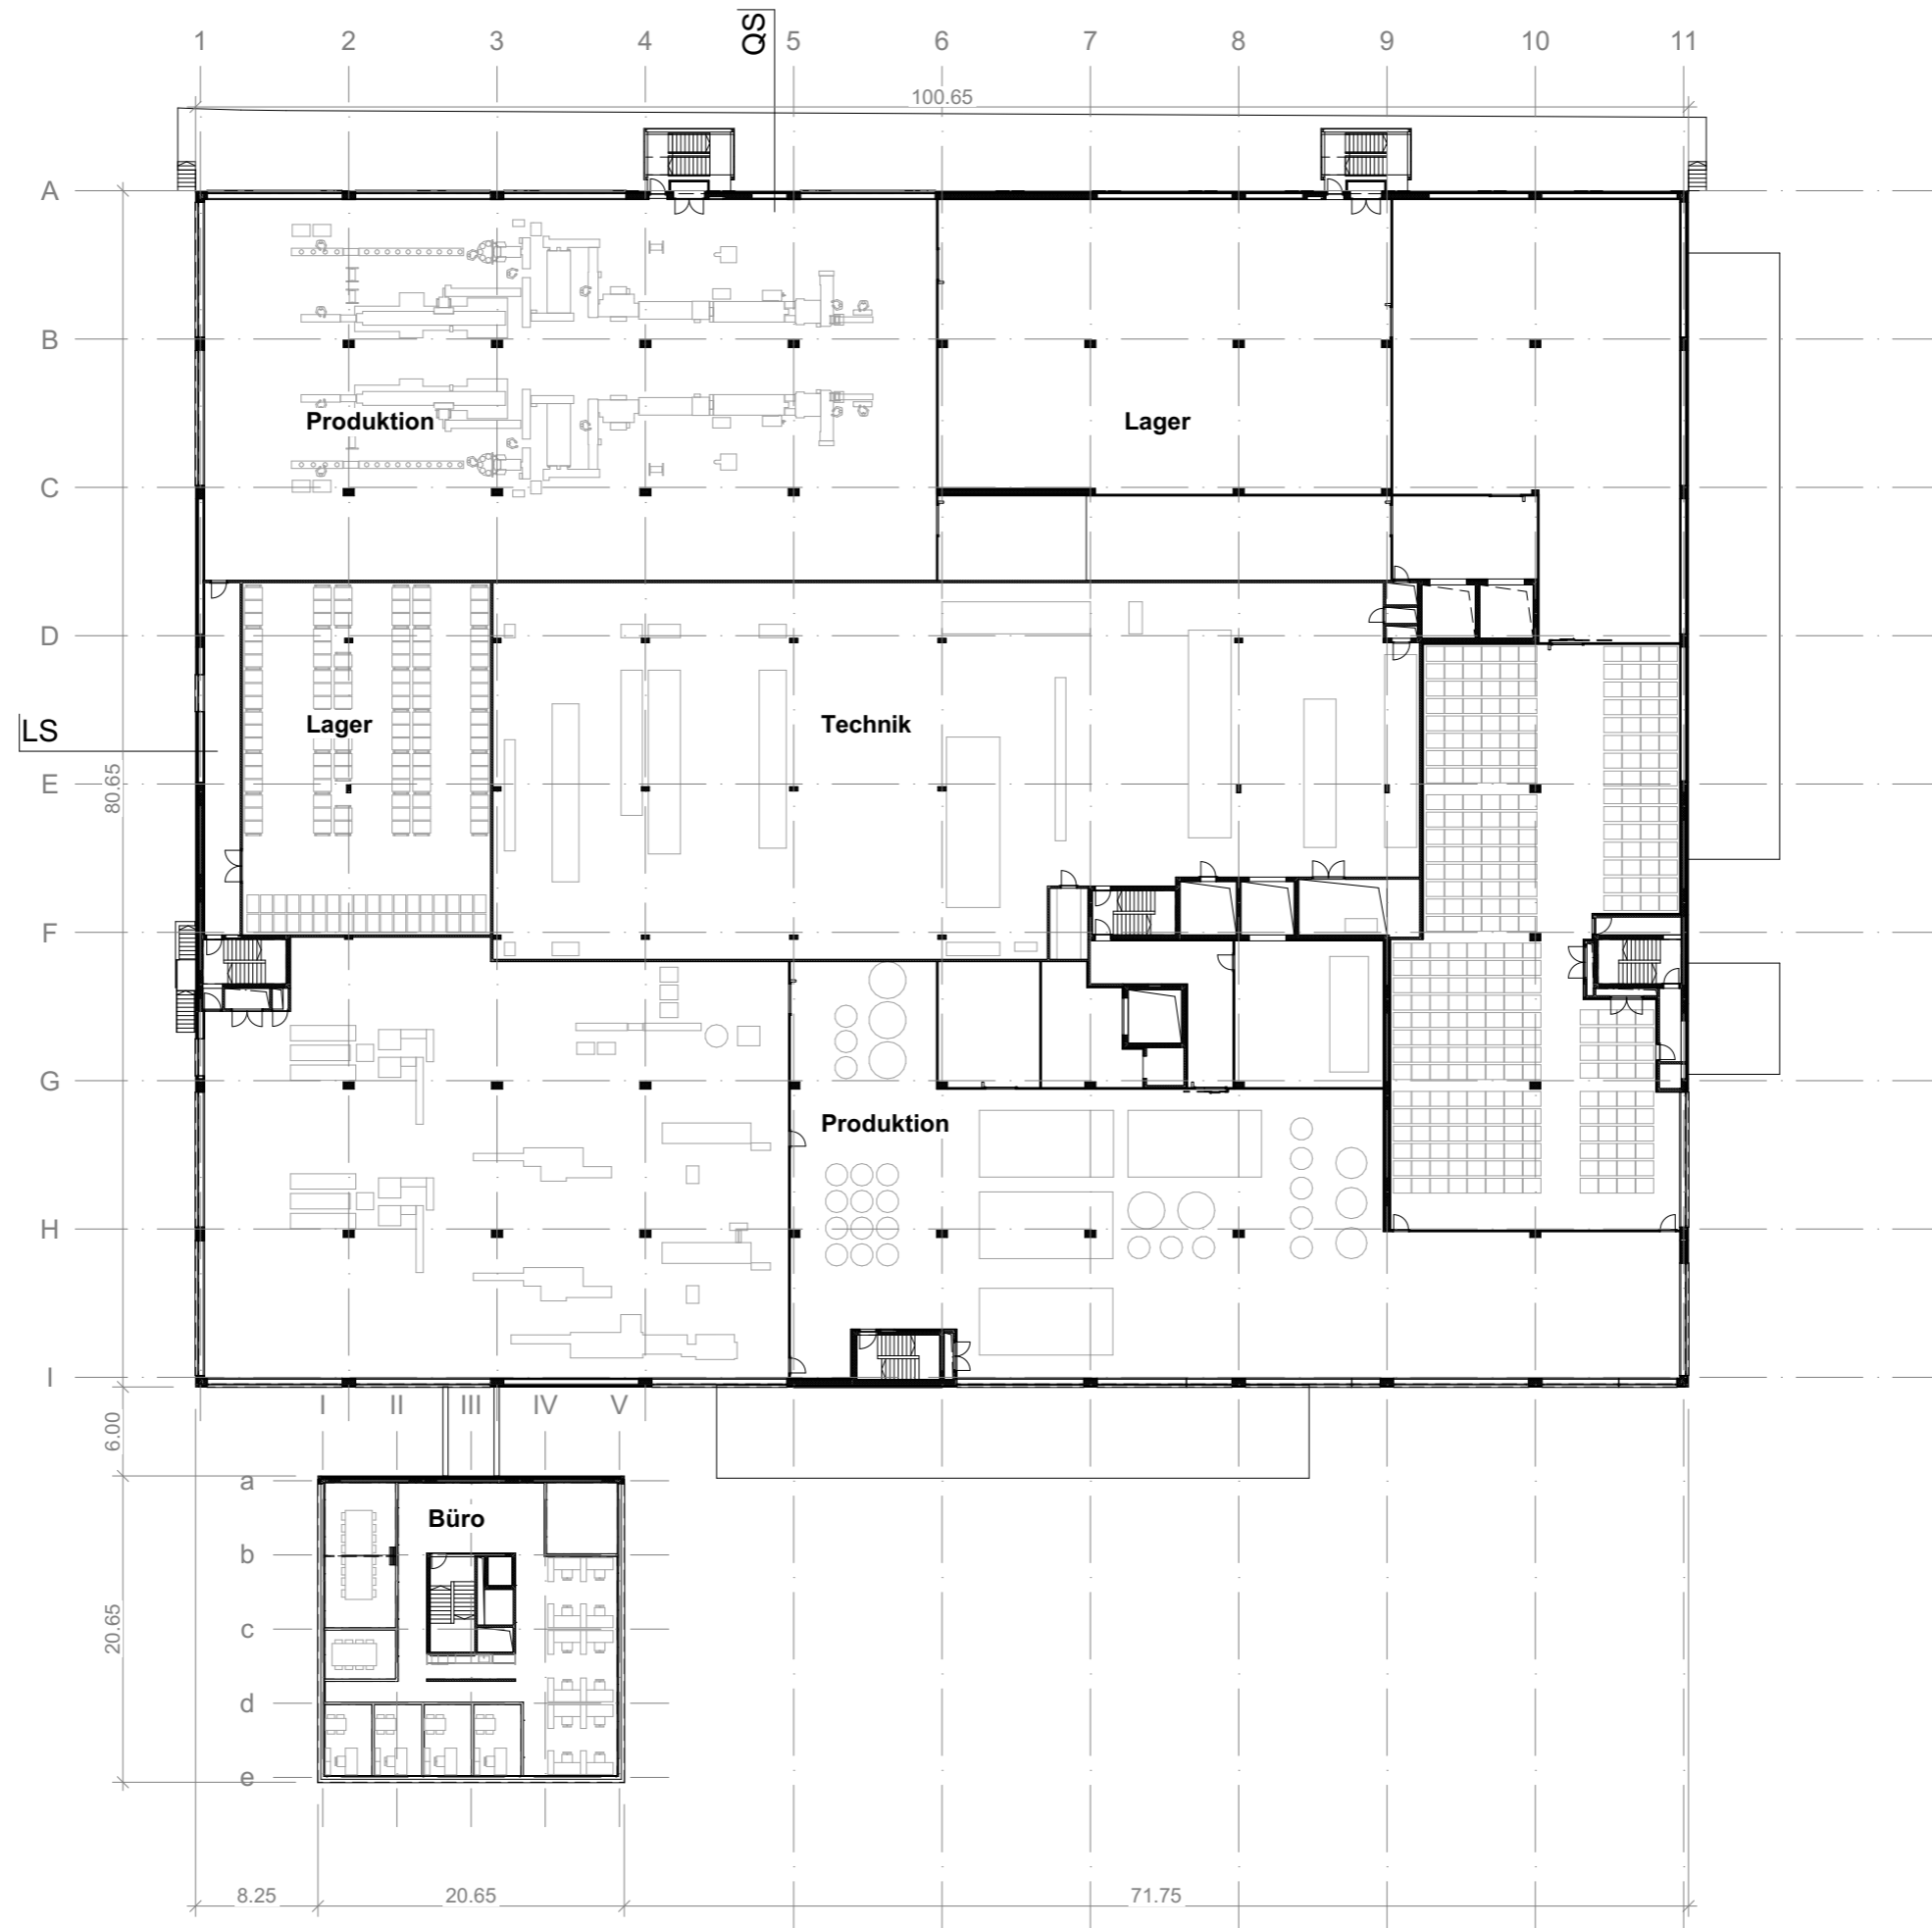 QS
1 2 3 4 5 6 7 8 9 10 11
100.65
A
B
Produktion Lager
C
D
Lager Technik
LS
E
80.65
F
G
Produktion
H
I
I II III IV V
6.00
a
Büro
b
c
20.65
d
e
8.25 20.65 71.75